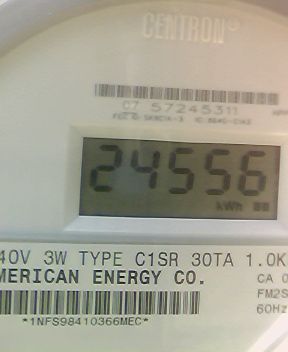 CENTRON®
C7 57245311
24556
kWh
40V 3W TYPE C1SR 30TA 1.0K
MERICAN ENERGY CO.
CA 0
FM2S
60Hz
*1NFS98410366MEC*